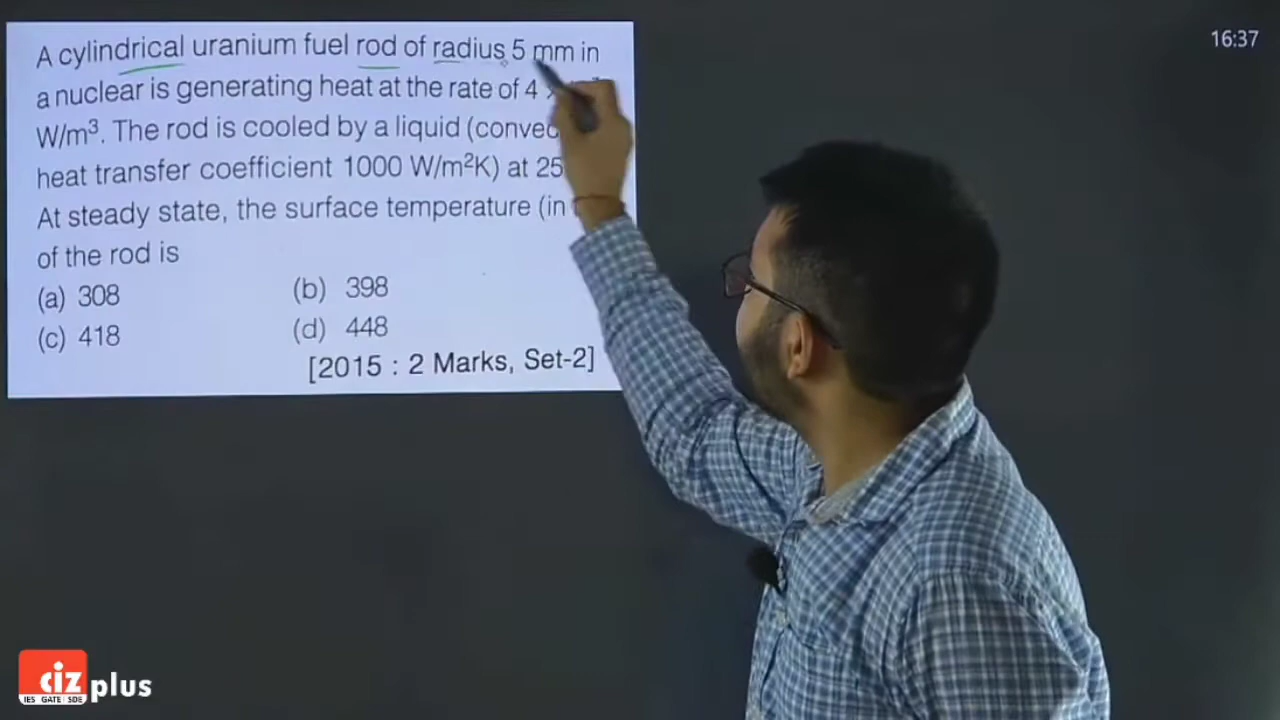 A cylindrical uranium fuel rod of radius 5 mm in
a nuclear is generating heat at the rate of 4
W/m³. The rod is cooled by a liquid (convec
heat transfer coefficient 1000 W/m²K) at 25
At steady state, the surface temperature (in
of the rod is
(a) 308 (b) 398
(c) 418 (d) 448
[2015 : 2 Marks, Set-2]
16:37
ciz plus
IES GATE SDE